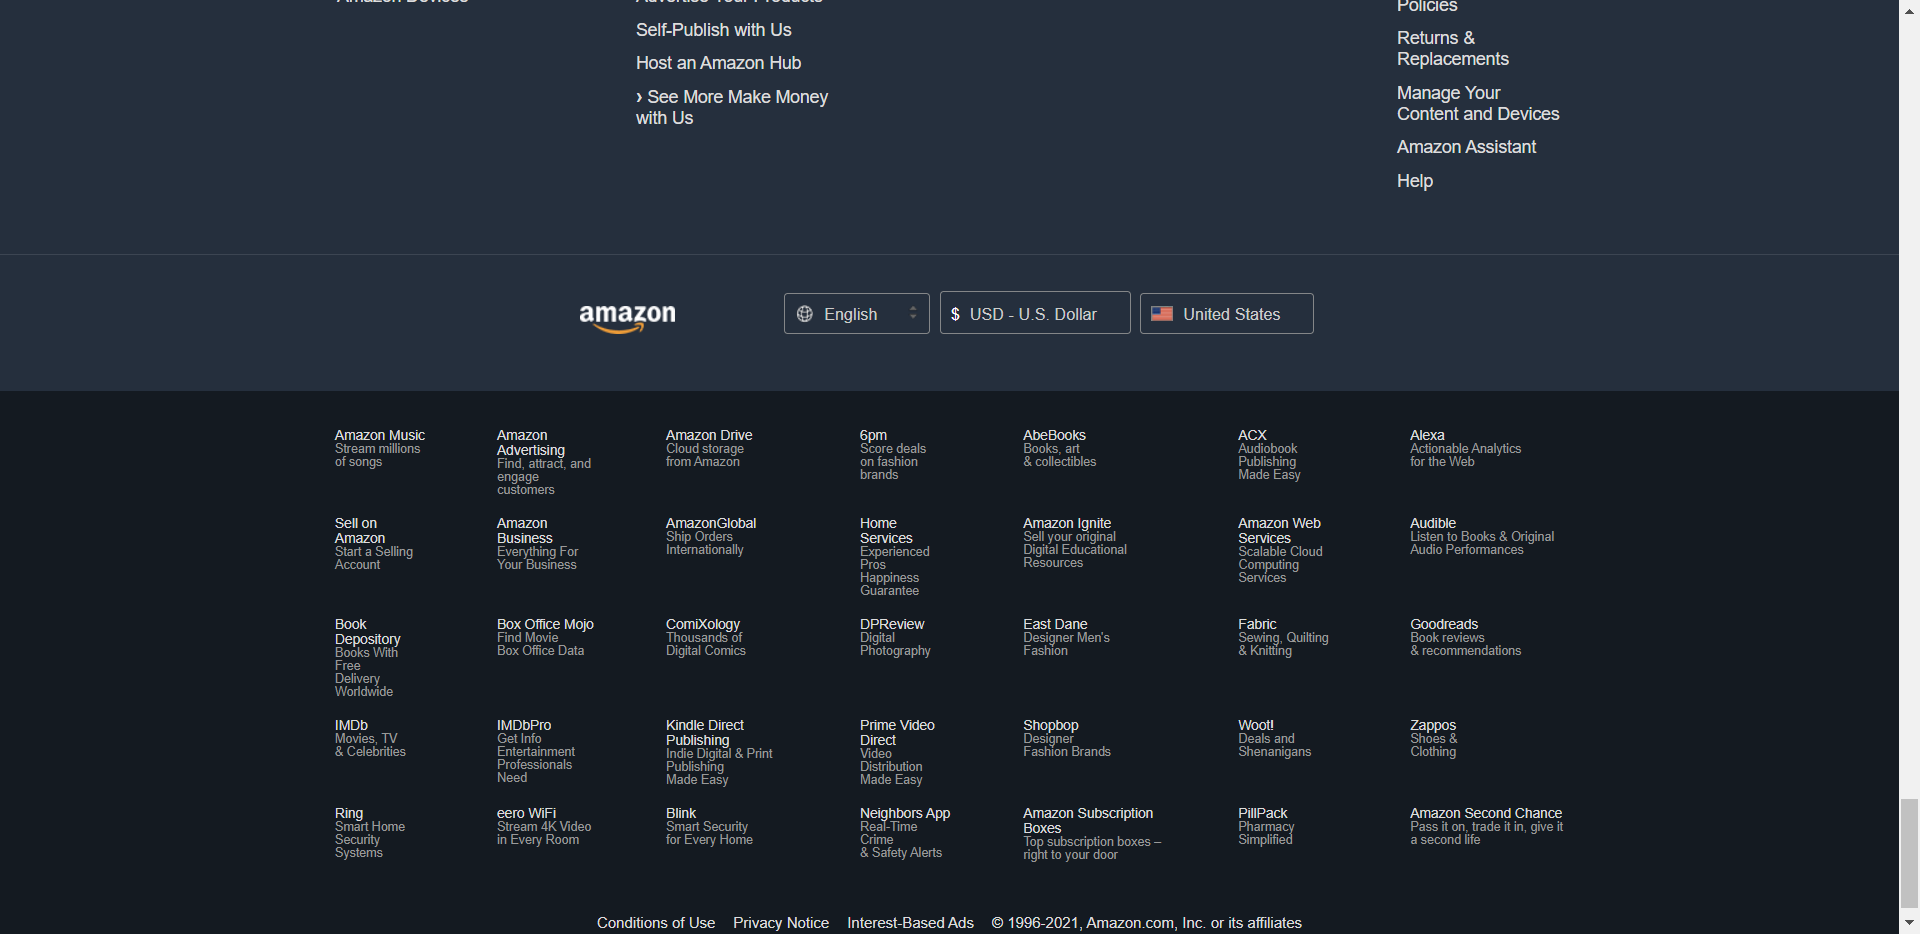 Amazon Devices
Advertise Your Products
Self-Publish with Us
Host an Amazon Hub
› See More Make Money
with Us
Policies
Returns &
Replacements
Manage Your
Content and Devices
Amazon Assistant
Help
amazon
English
$ USD - U.S. Dollar
United States
Amazon Music
Stream millions
of songs
Amazon
Advertising
Find, attract, and
engage
customers
Amazon Drive
Cloud storage
from Amazon
6pm
Score deals
on fashion
brands
AbeBooks
Books, art
& collectibles
ACX
Audiobook
Publishing
Made Easy
Alexa
Actionable Analytics
for the Web
Sell on
Amazon
Start a Selling
Account
Amazon
Business
Everything For
Your Business
AmazonGlobal
Ship Orders
Internationally
Home
Services
Experienced
Pros
Happiness
Guarantee
Amazon Ignite
Sell your original
Digital Educational
Resources
Amazon Web
Services
Scalable Cloud
Computing
Services
Audible
Listen to Books & Original
Audio Performances
Book
Depository
Books With
Free
Delivery
Worldwide
Box Office Mojo
Find Movie
Box Office Data
ComiXology
Thousands of
Digital Comics
DPReview
Digital
Photography
East Dane
Designer Men's
Fashion
Fabric
Sewing, Quilting
& Knitting
Goodreads
Book reviews
& recommendations
IMDb
Movies, TV
& Celebrities
IMDbPro
Get Info
Entertainment
Professionals
Need
Kindle Direct
Publishing
Indie Digital & Print
Publishing
Made Easy
Prime Video
Direct
Video
Distribution
Made Easy
Shopbop
Designer
Fashion Brands
Woot!
Deals and
Shenanigans
Zappos
Shoes &
Clothing
Ring
Smart Home
Security
Systems
eero WiFi
Stream 4K Video
in Every Room
Blink
Smart Security
for Every Home
Neighbors App
Real-Time
Crime
& Safety Alerts
Amazon Subscription
Boxes
Top subscription boxes –
right to your door
PillPack
Pharmacy
Simplified
Amazon Second Chance
Pass it on, trade it in, give it
a second life
Conditions of Use Privacy Notice Interest-Based Ads © 1996-2021, Amazon.com, Inc. or its affiliates